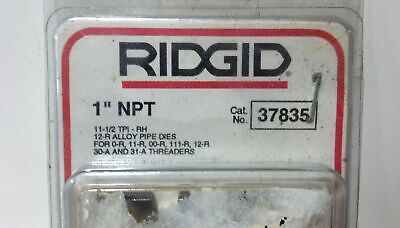 RIDGID
1" NPT
Cat. No. 37835
11-1/2 TPI - RH
12-R ALLOY PIPE DIES
FOR 0-R, 11-R, 00-R, 111-R, 12-R
30-A AND 31-A THREADERS